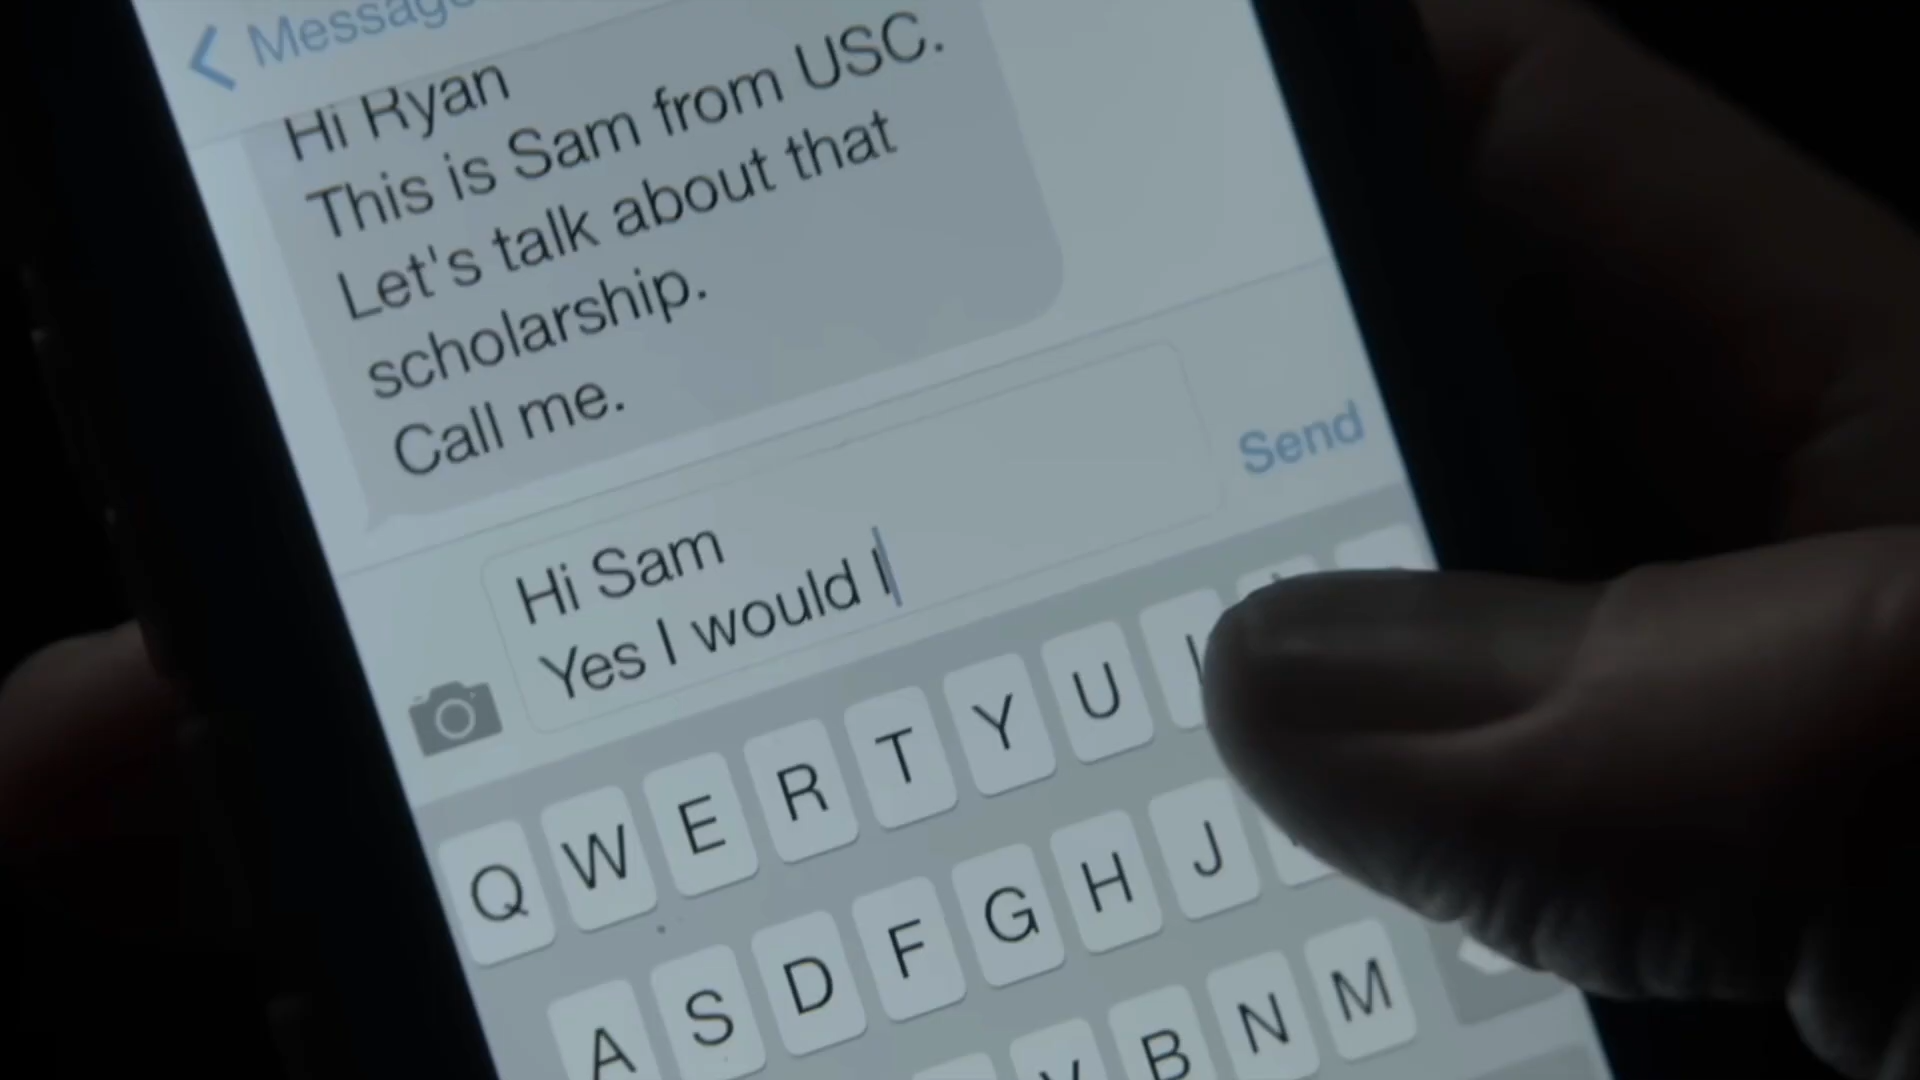 Messag
Hi Ryan
This is Sam from USC.
Let's talk about that
scholarship.
Call me.
Send
Hi Sam
Yes I would l
Q W E R T Y U I
A S D F G H J
V B N M